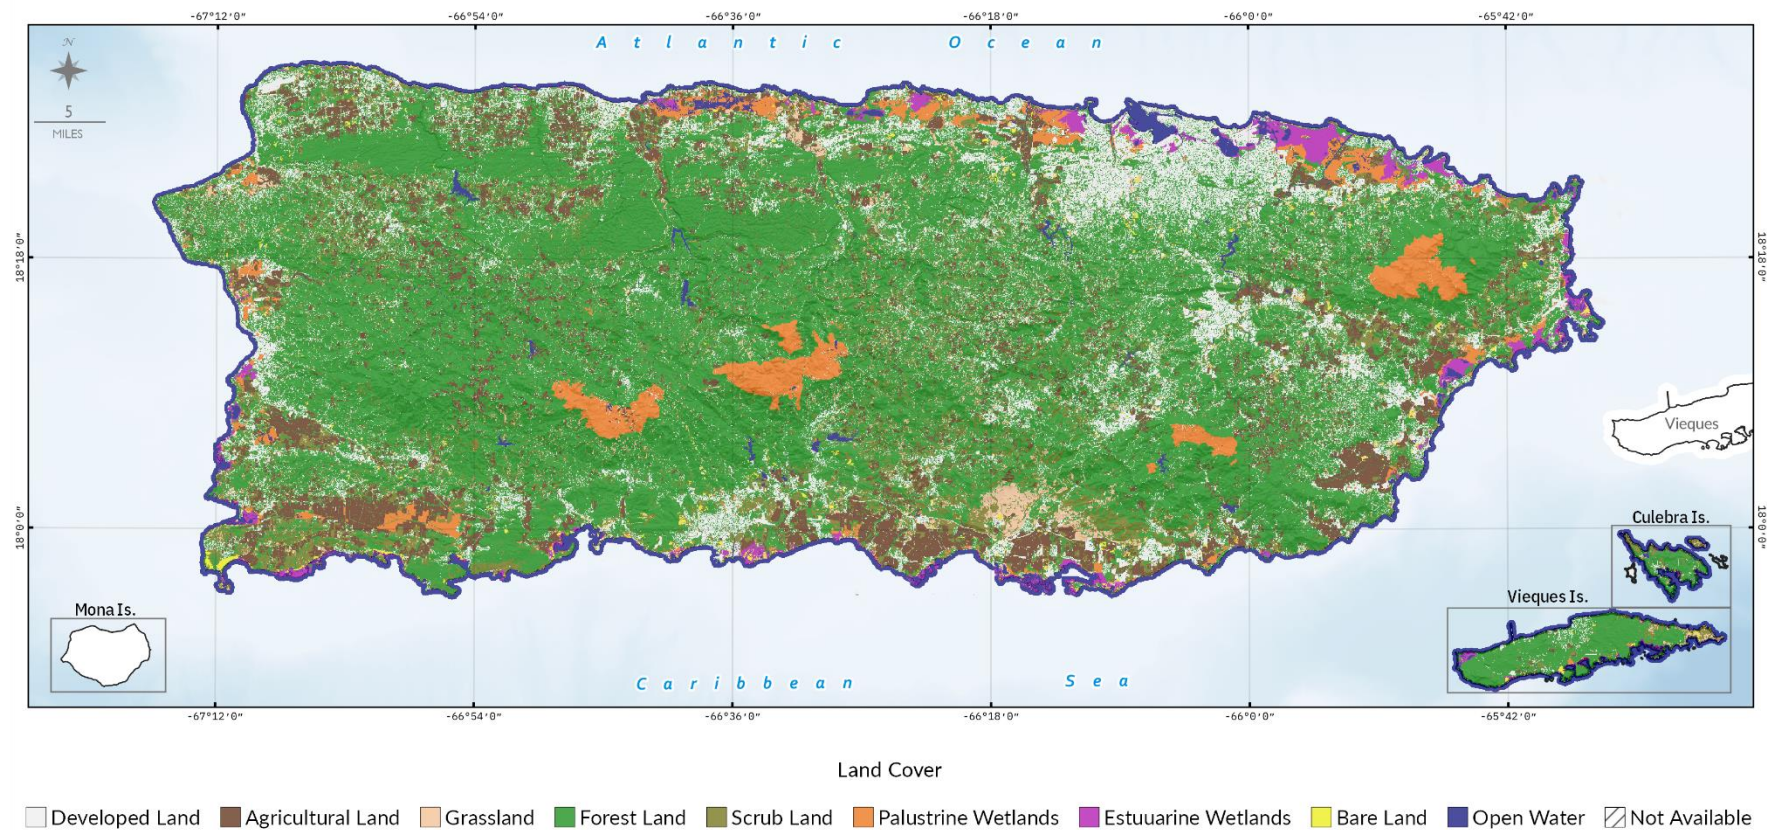 -67°12'0" -66°54'0" -66°36'0" -66°18'0" -66°0'0" -65°42'0"
Atlantic Ocean
N
5
MILES
18°18'0" 18°18'0"
Vieques
18°0'0" 18°0'0"
Culebra Is.
Vieques Is.
Mona Is.
Caribbean Sea
-67°12'0" -66°54'0" -66°36'0" -66°18'0" -66°0'0" -65°42'0"
Land Cover
Developed Land Agricultural Land Grassland Forest Land Scrub Land Palustrine Wetlands Estuuarine Wetlands Bare Land Open Water Not Available